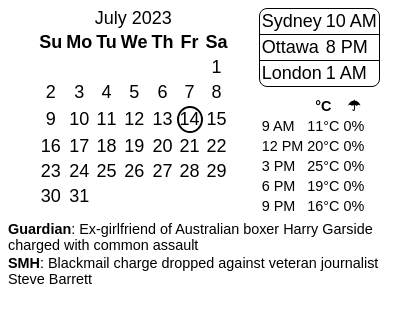 July 2023
Su Mo Tu We Th Fr Sa
1
2 3 4 5 6 7 8
9 10 11 12 13 14 15
16 17 18 19 20 21 22
23 24 25 26 27 28 29
30 31
Sydney 10 AM
Ottawa 8 PM
London 1 AM
°C ☂
9 AM 11°C 0%
12 PM 20°C 0%
3 PM 25°C 0%
6 PM 19°C 0%
9 PM 16°C 0%
Guardian: Ex-girlfriend of Australian boxer Harry Garside
charged with common assault
SMH: Blackmail charge dropped against veteran journalist
Steve Barrett